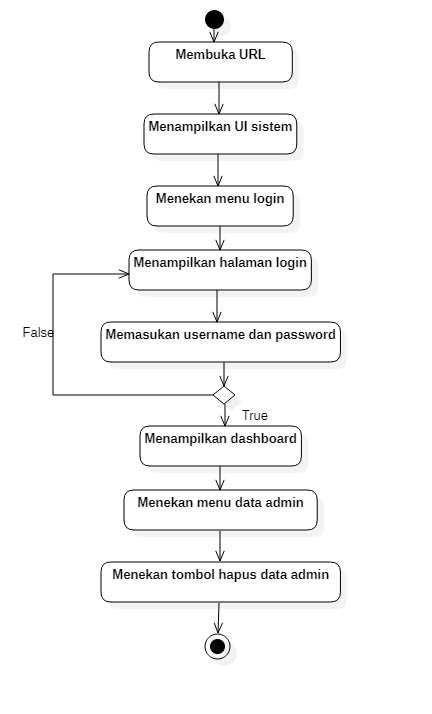 Membuka URL
Menampilkan UI sistem
Menekan menu login
Menampilkan halaman login
False
Memasukan username dan password
True
Menampilkan dashboard
Menekan menu data admin
Menekan tombol hapus data admin